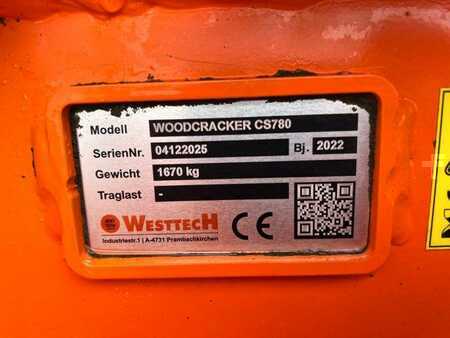 Modell WOODCRACKER CS780
SerienNr. 04122025 Bj. 2022
Gewicht 1670 kg
Traglast -
WESTTECH CE
Industriestr.1 | A-4731 Prambachkirchen